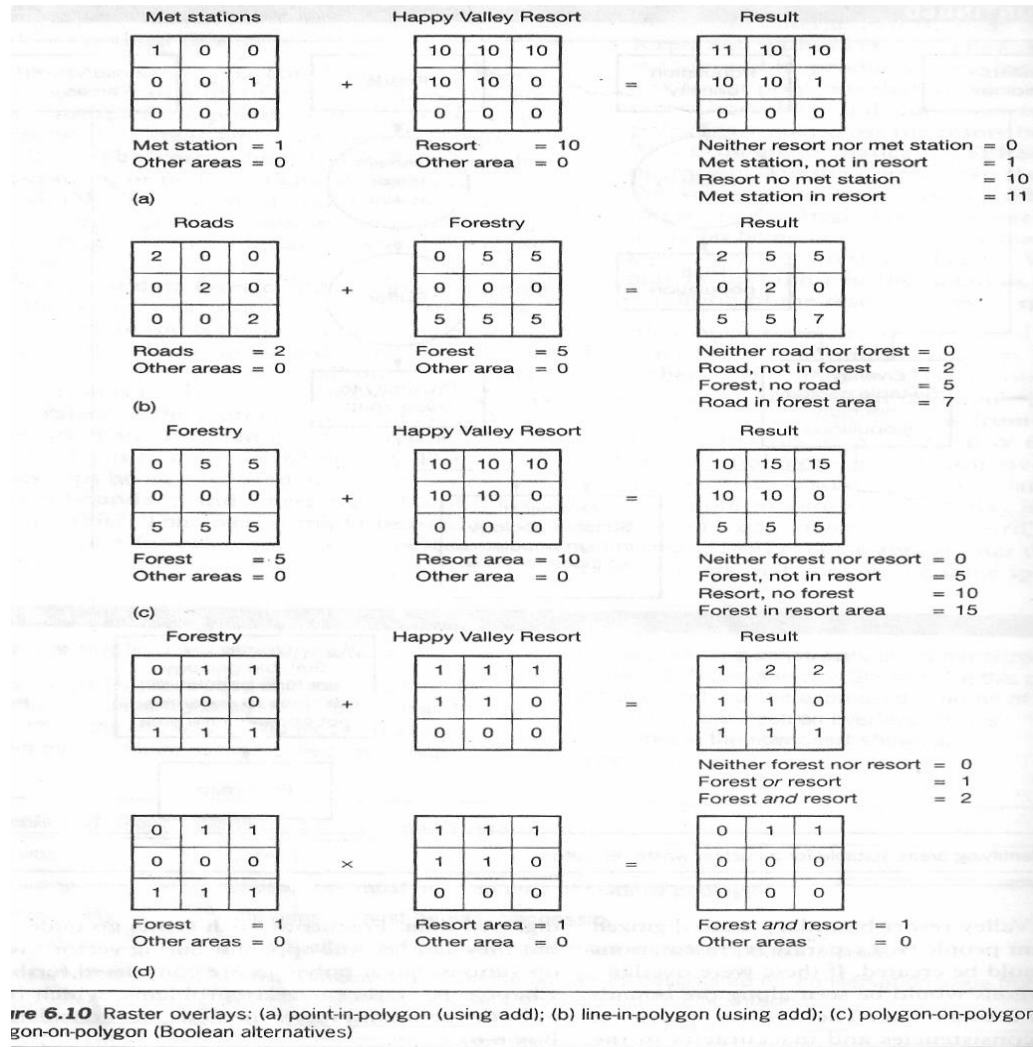 Met stations Happy Valley Resort Result
1 0 0 10 10 10 11 10 10
0 0 1 + 10 10 0 = 10 10 1
0 0 0 0 0 0 0 0 0
Met station = 1 Resort = 10 Neither resort nor met station = 0
Other areas = 0 Other area = 0 Met station, not in resort = 1
Resort no met station = 10
Met station in resort = 11
(a)
Roads Forestry Result
2 0 0 0 5 5 2 5 5
0 2 0 + 0 0 0 = 0 2 0
0 0 2 5 5 5 5 5 7
Roads = 2 Forest = 5 Neither road nor forest = 0
Other areas = 0 Other area = 0 Road, not in forest = 2
Forest, no road = 5
Road in forest area = 7
(b)
Forestry Happy Valley Resort Result
0 5 5 10 10 10 10 15 15
0 0 0 + 10 10 0 = 10 10 0
5 5 5 0 0 0 5 5 5
Forest = 5 Resort area = 10 Neither forest nor resort = 0
Other areas = 0 Other area = 0 Forest, not in resort = 5
Resort, no forest = 10
Forest in resort area = 15
(c)
Forestry Happy Valley Resort Result
0 1 1 1 1 1 1 2 2
0 0 0 + 1 1 0 = 1 1 0
1 1 1 0 0 0 1 1 1
Neither forest nor resort = 0
Forest or resort = 1
Forest and resort = 2
0 1 1 1 1 1 0 1 1
0 0 0 × 1 1 0 = 0 0 0
1 1 1 0 0 0 0 0 0
Forest = 1 Resort area = 1 Forest and resort = 1
Other areas = 0 Other area = 0 Other areas = 0
(d)
ure 6.10 Raster overlays: (a) point-in-polygon (using add); (b) line-in-polygon (using add); (c) polygon-on-polygon
gon-on-polygon (Boolean alternatives)